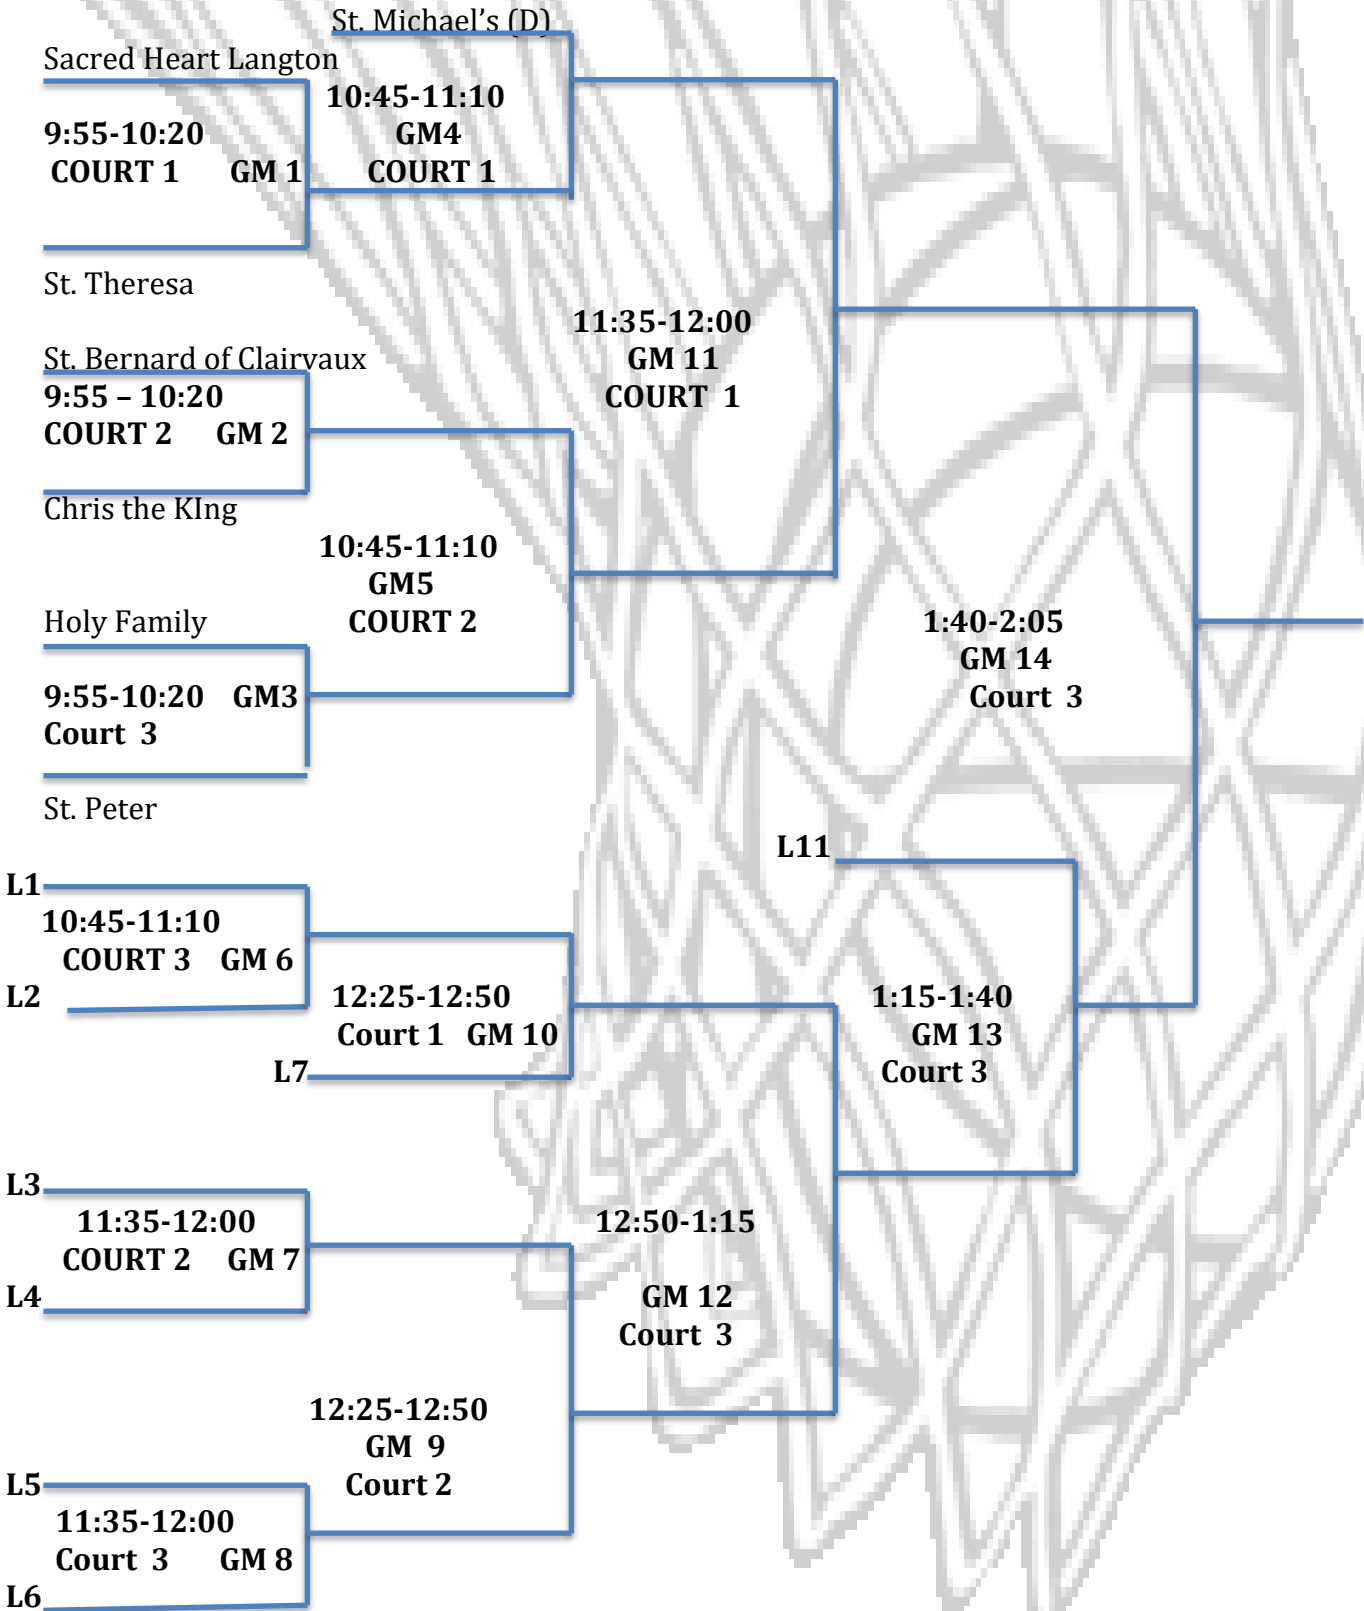 St. Michael’s (D)
Sacred Heart Langton
10:45-11:10
GM4
COURT 1
9:55-10:20
COURT 1 GM 1
St. Theresa
11:35-12:00
GM 11
COURT 1
St. Bernard of Clairvaux
9:55 – 10:20
COURT 2 GM 2
Chris the KIng
10:45-11:10
GM5
COURT 2
Holy Family
9:55-10:20 GM3
Court 3
St. Peter
1:40-2:05
GM 14
Court 3
L11
L1
10:45-11:10
COURT 3 GM 6
L2
12:25-12:50
Court 1 GM 10
L7
1:15-1:40
GM 13
Court 3
L3
11:35-12:00
COURT 2 GM 7
L4
12:50-1:15
GM 12
Court 3
12:25-12:50
GM 9
Court 2
L5
11:35-12:00
Court 3 GM 8
L6